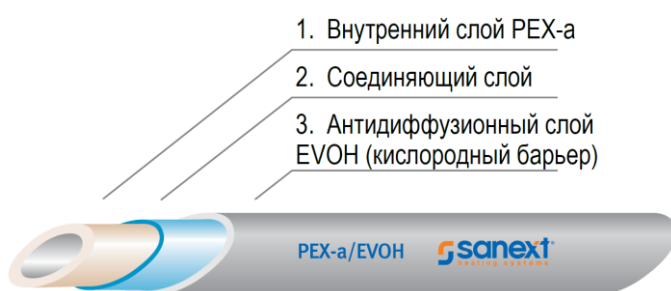 1. Внутренний слой PEX-a
2. Соединяющий слой
3. Антидиффузионный слой
EVOH (кислородный барьер)
PEX-a/EVOH sanext
heating systems